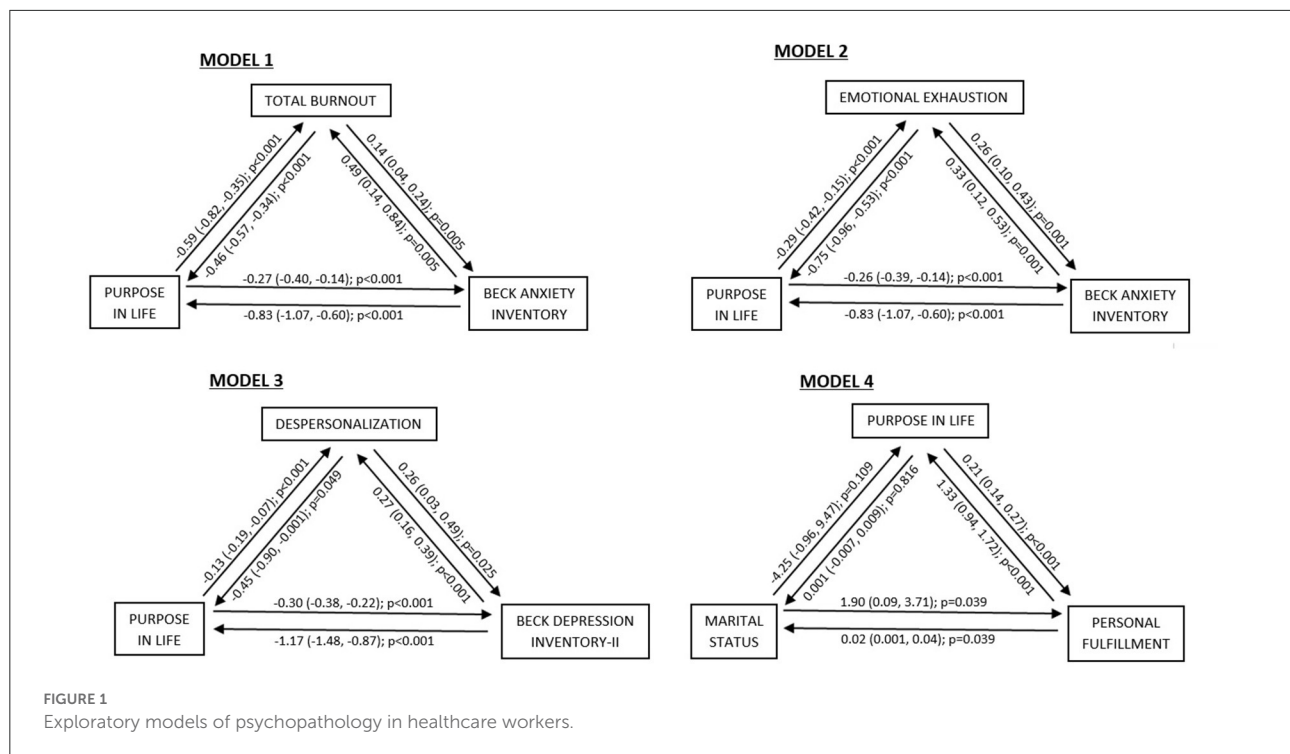 MODEL 1
TOTAL BURNOUT
-0.59 (-0.82, -0.35); p<0.001
-0.46 (-0.57, -0.34); p<0.001
0.14 (0.04, 0.24); p=0.005
0.49 (0.14, 0.84); p=0.005
PURPOSE
IN LIFE
-0.27 (-0.40, -0.14); p<0.001
-0.83 (-1.07, -0.60); p<0.001
BECK ANXIETY
INVENTORY
MODEL 2
EMOTIONAL EXHAUSTION
-0.29 (-0.42, -0.15); p<0.001
-0.75 (-0.96, -0.53); p<0.001
0.26 (0.10, 0.43); p=0.001
0.33 (0.12, 0.53); p=0.001
PURPOSE
IN LIFE
-0.26 (-0.39, -0.14); p<0.001
-0.83 (-1.07, -0.60); p<0.001
BECK ANXIETY
INVENTORY
MODEL 3
DESPERSONALIZATION
-0.13 (-0.19, -0.07); p<0.001
-0.45 (-0.90, -0.001); p=0.049
0.26 (0.03, 0.49); p=0.025
0.27 (0.16, 0.39); p<0.001
PURPOSE
IN LIFE
-0.30 (-0.38, -0.22); p<0.001
-1.17 (-1.48, -0.87); p<0.001
BECK DEPRESSION
INVENTORY-II
MODEL 4
PURPOSE IN LIFE
-4.25 (-0.96, 9.47); p=0.109
0.001 (-0.007, 0.009); p=0.816
0.21 (0.14, 0.27); p<0.001
1.33 (0.94, 1.72); p<0.001
MARITAL
STATUS
1.90 (0.09, 3.71); p=0.039
0.02 (0.001, 0.04); p=0.039
PERSONAL
FULFILLMENT
FIGURE 1
Exploratory models of psychopathology in healthcare workers.